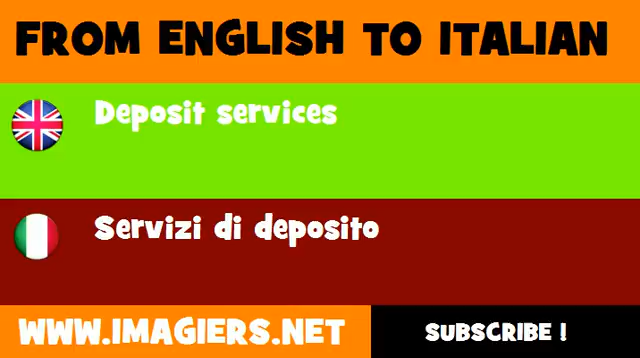 FROM ENGLISH TO ITALIAN
Deposit services
Servizi di deposito
WWW.IMAGIERS.NET
SUBSCRIBE !